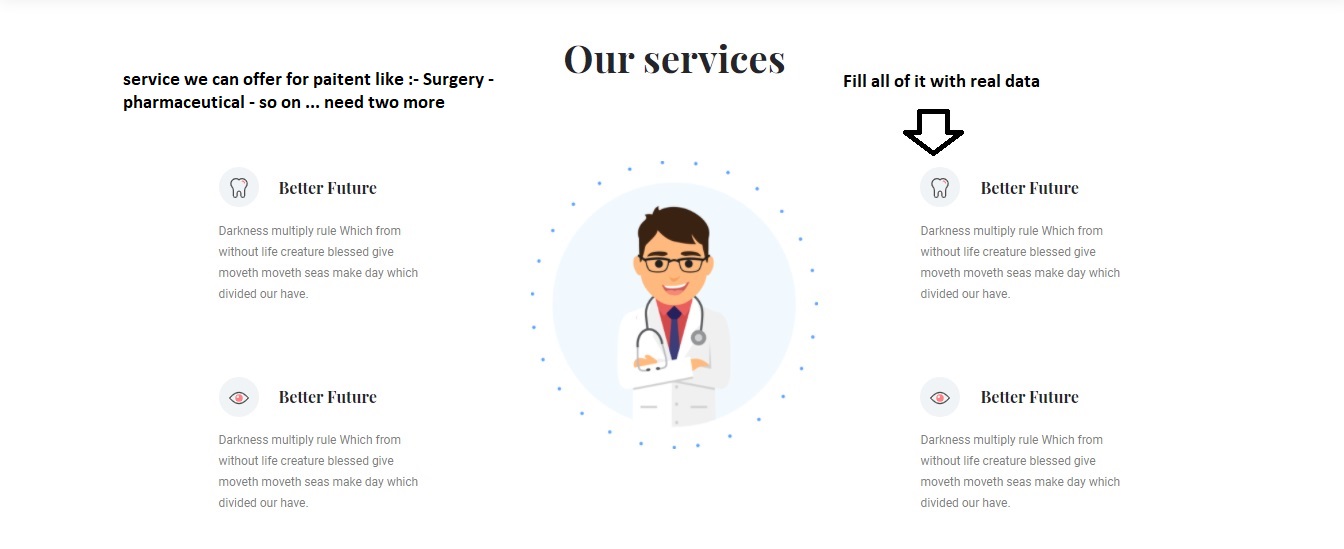 Our services
service we can offer for paitent like :- Surgery -
pharmaceutical - so on ... need two more
Fill all of it with real data
Better Future
Darkness multiply rule Which from
without life creature blessed give
moveth moveth seas make day which
divided our have.
Better Future
Darkness multiply rule Which from
without life creature blessed give
moveth moveth seas make day which
divided our have.
Better Future
Darkness multiply rule Which from
without life creature blessed give
moveth moveth seas make day which
divided our have.
Better Future
Darkness multiply rule Which from
without life creature blessed give
moveth moveth seas make day which
divided our have.